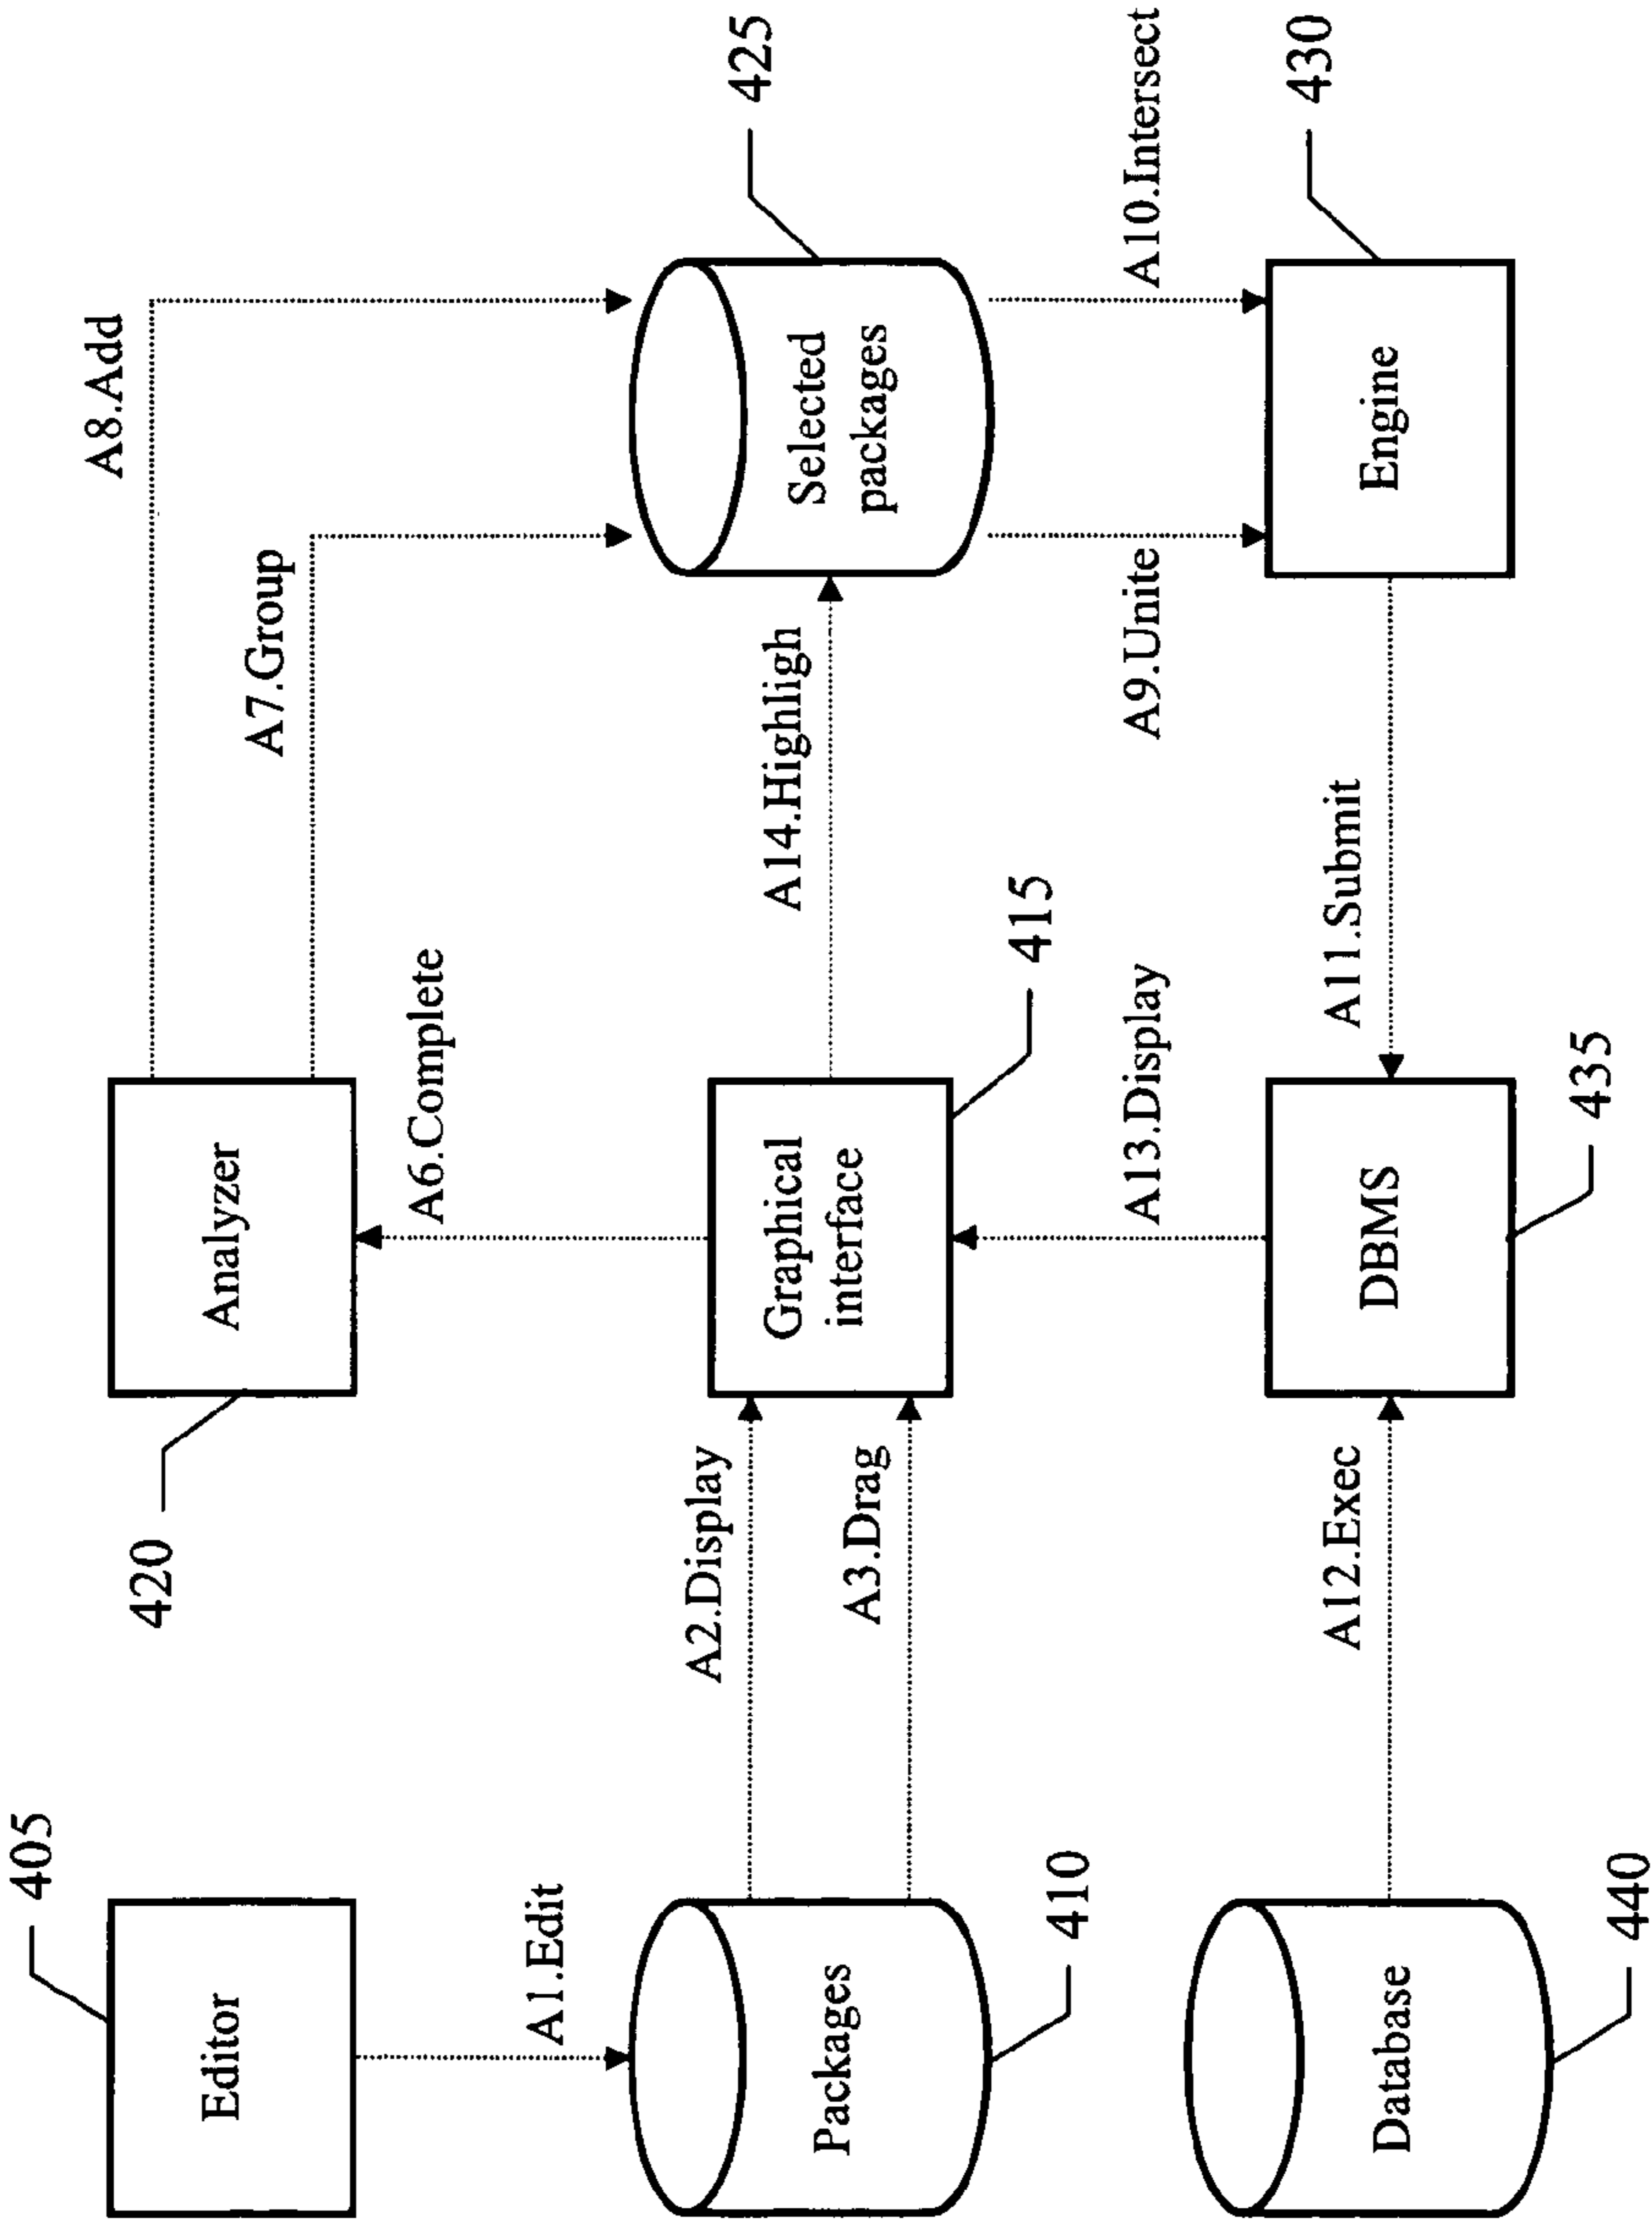 405
Editor
A1.Edit
Packages
410
Database
440
420
Analyzer
A6.Complete
A2.Display
A3.Drag
Graphical
interface
415
A13.Display
A12.Exec
DBMS
435
A8.Add
A7.Group
A14.Highligh
Selected
packages
425
A9.Unite
A10.Intersect
Engine
430
A11.Submit